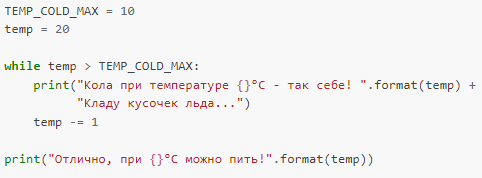 TEMP_COLD_MAX = 10
temp = 20
while temp > TEMP_COLD_MAX:
print("Кола при температуре {}°C - так себе! ".format(temp) +
"Кладу кусочек льда...")
temp -= 1
print("Отлично, при {}°C можно пить!".format(temp))